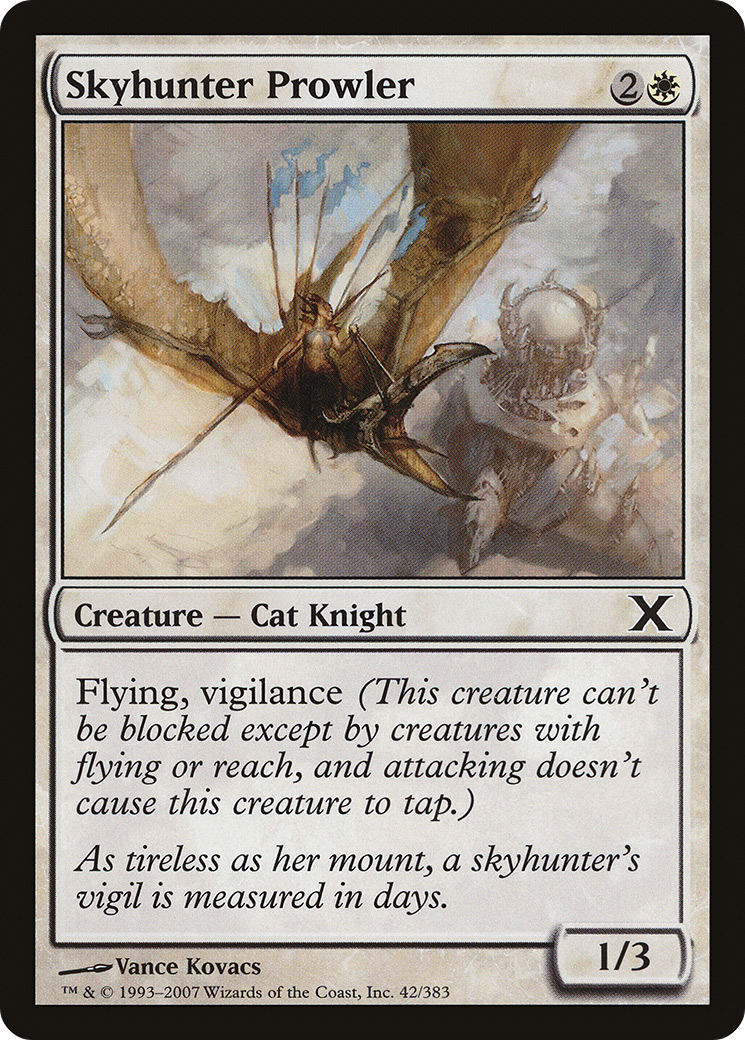 Skyhunter Prowler 2
Creature — Cat Knight X
Flying, vigilance (This creature can't
be blocked except by creatures with
flying or reach, and attacking doesn't
cause this creature to tap.)
As tireless as her mount, a skyhunter's
vigil is measured in days.
1/3
Vance Kovacs
™ & © 1993–2007 Wizards of the Coast, Inc. 42/383